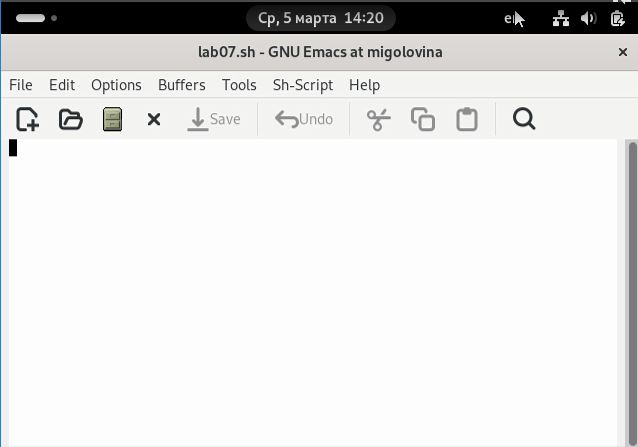 Ср, 5 марта 14:20
lab07.sh - GNU Emacs at migolovina
File Edit Options Buffers Tools Sh-Script Help
Save Undo